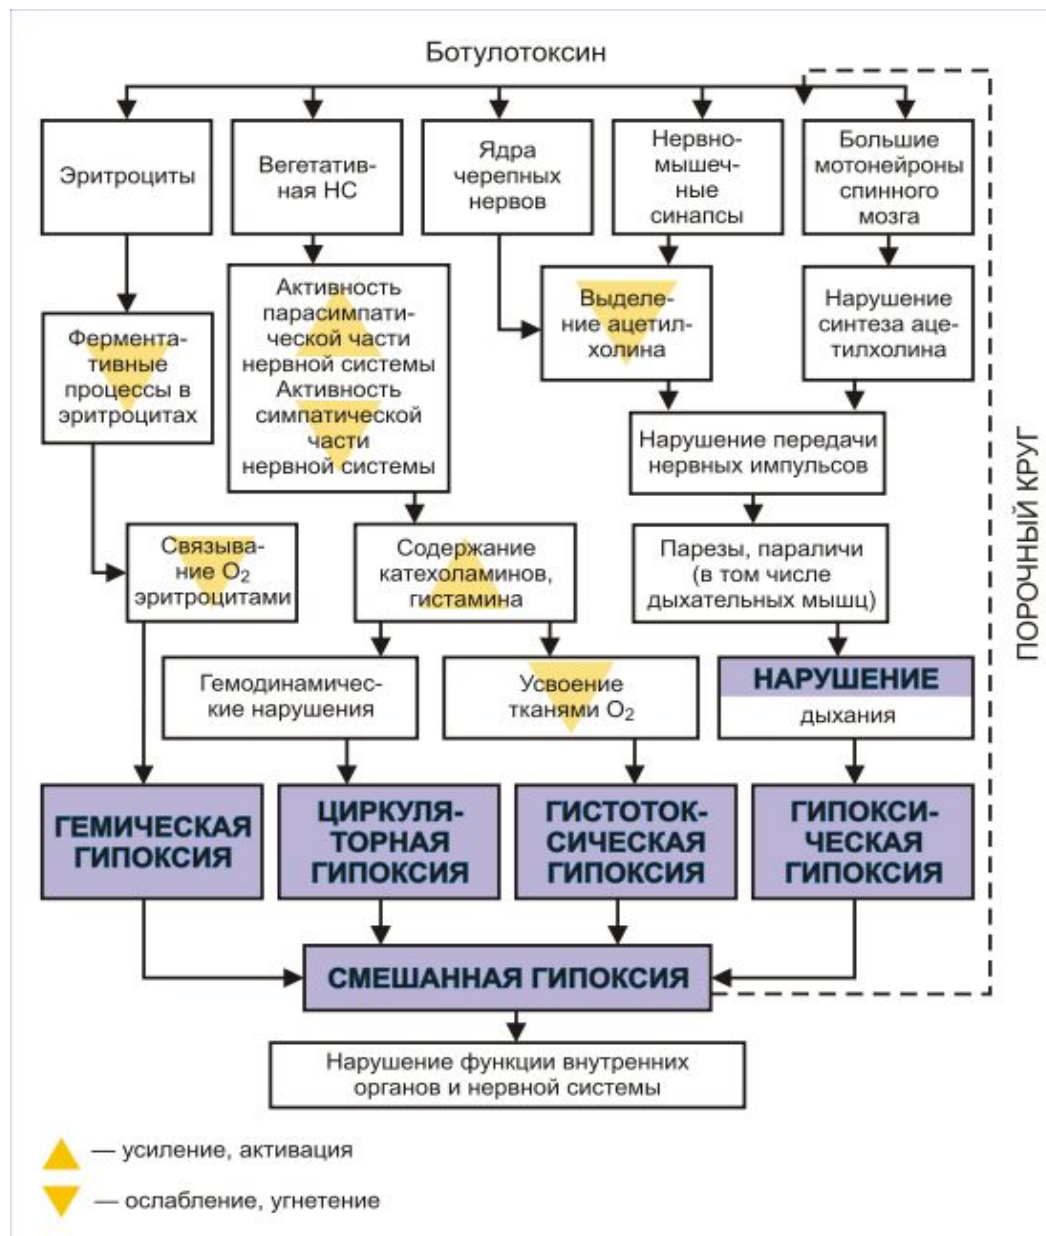 Ботулотоксин
Эритроциты
Вегетатив-
ная НС
Ядра
черепных
нервов
Нервно-
мышеч-
ные
синапсы
Большие
мотонейроны
спинного
мозга
Фермента-
тивные
процессы в
эритроцитах
Активность
парасимпати-
ческой части
нервной системы
Активность
симпатической
части
нервной системы
Выделе-
ние ацетил-
холина
Нарушение
синтеза аце-
тилхолина
Нарушение передачи
нервных импульсов
Связыва-
ние O₂
эритроцитами
Содержание
катехоламинов,
гистамина
Парезы, параличи
(в том числе
дыхательных мышц)
Гемодинамичес-
кие нарушения
Усвоение
тканями O₂
НАРУШЕНИЕ
дыхания
ГЕМИЧЕСКАЯ
ГИПОКСИЯ
ЦИРКУЛЯ-
ТОРНАЯ
ГИПОКСИЯ
ГИСТОТОК-
СИЧЕСКАЯ
ГИПОКСИЯ
ГИПОКСИ-
ЧЕСКАЯ
ГИПОКСИЯ
СМЕШАННАЯ ГИПОКСИЯ
Нарушение функции внутренних
органов и нервной системы
ПОРОЧНЫЙ КРУГ
— усиление, активация
— ослабление, угнетение